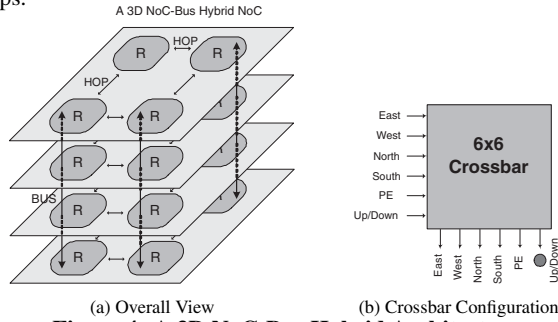 ps.
A 3D NoC-Bus Hybrid NoC
R
HOP
R
HOP
R
R
R
R
BUS
R
R
R
R
East
West
North
South
PE
Up/Down
6x6
Crossbar
East
West
North
South
PE
Up/Down
(a) Overall View
(b) Crossbar Configuration